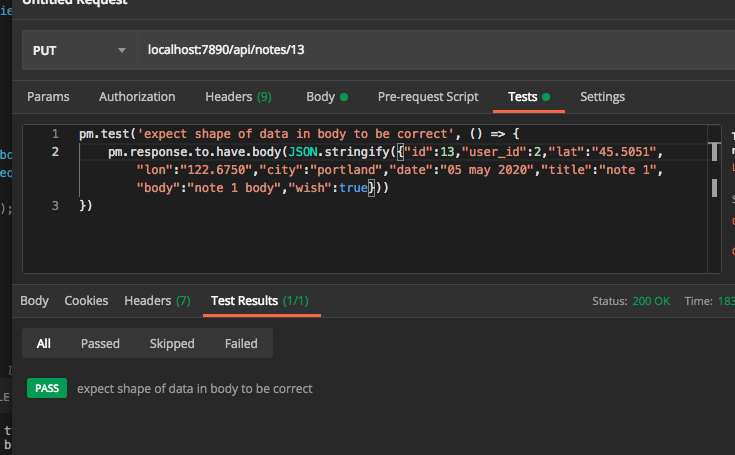 Untitled Request
PUT localhost:7890/api/notes/13
Params Authorization Headers (9) Body Pre-request Script Tests Settings
1 pm.test('expect shape of data in body to be correct', () => {
2 pm.response.to.have.body(JSON.stringify({"id":13,"user_id":2,"lat":"45.5051",
"lon":"122.6750","city":"portland","date":"05 may 2020","title":"note 1",
"body":"note 1 body","wish":true}))
3 })
Body Cookies Headers (7) Test Results (1/1) Status: 200 OK Time: 183
All Passed Skipped Failed
PASS expect shape of data in body to be correct